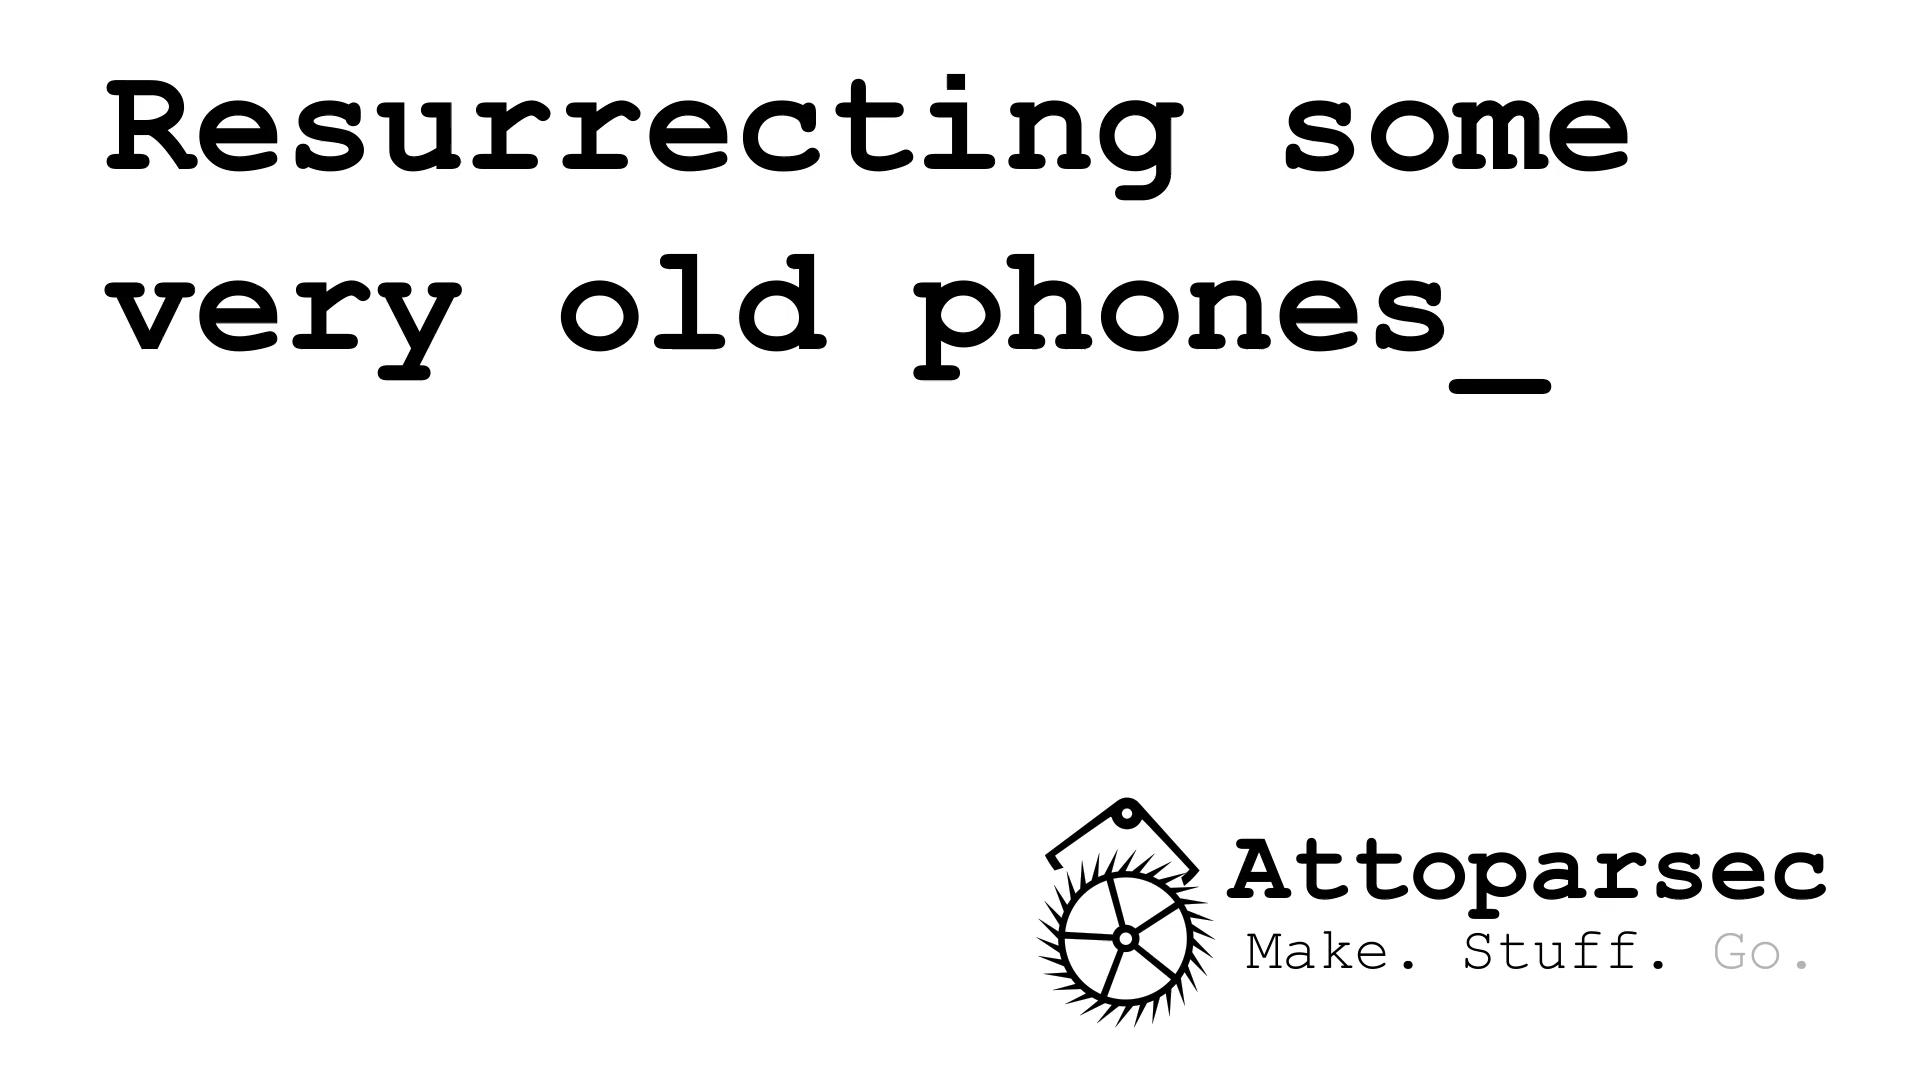 Resurrecting some
very old phones_
Attoparsec
Make. Stuff. Go.